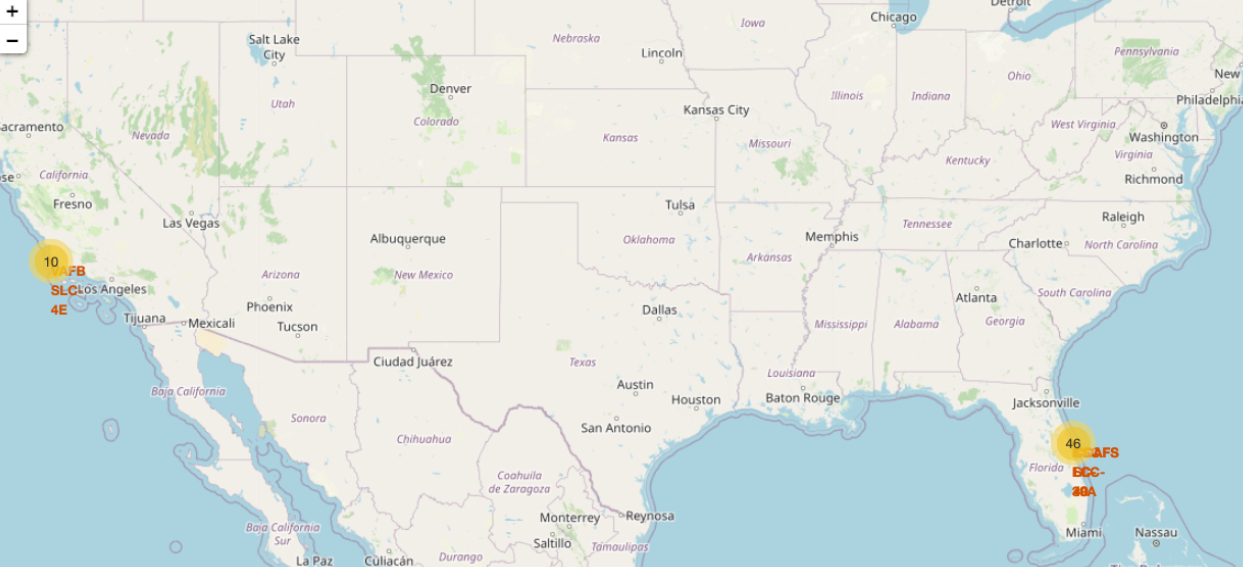 +
−
Salt Lake
City
Nebraska
Iowa
Chicago
Detroit
Lincoln
Pennsylvania
New
Philadelphia
Denver
Utah
Colorado
Kansas City
Illinois
Indiana
Ohio
West Virginia
Washington
Sacramento
Nevada
Kansas
Missouri
Kentucky
Virginia
Richmond
California
Fresno
Las Vegas
Tulsa
Raleigh
Albuquerque
Oklahoma
Memphis
Tennessee
Charlotte
North Carolina
10
VAFB
SLC-
4E
Los Angeles
Arizona
New Mexico
Arkansas
South Carolina
Phoenix
Tucson
Tijuana
Mexicali
Dallas
Atlanta
Mississippi
Alabama
Georgia
Ciudad Juárez
Texas
Louisiana
Baja California
Austin
Houston
Baton Rouge
Jacksonville
Sonora
San Antonio
Chihuahua
46
Florida
Coahuila
de Zaragoza
Baja California
Sur
Monterrey
Reynosa
Saltillo
Tamaulipas
Miami
Nassau
La Paz
Culiacán
Durango